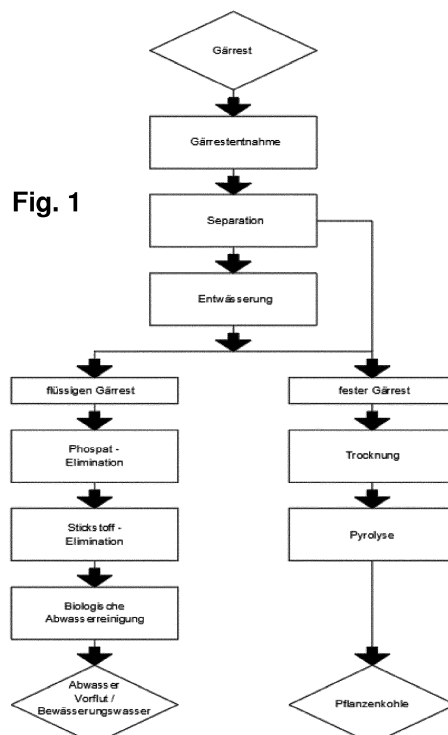 Gärrest
Gärrestentnahme
Fig. 1
Separation
Entwässerung
flüssigen Gärrest
fester Gärrest
Phospat -
Elimination
Trocknung
Stickstoff -
Elimination
Pyrolyse
Biologische
Abwasserreinigung
Abwasser
Vorflut /
Bewässerungswasser
Pflanzenkohle